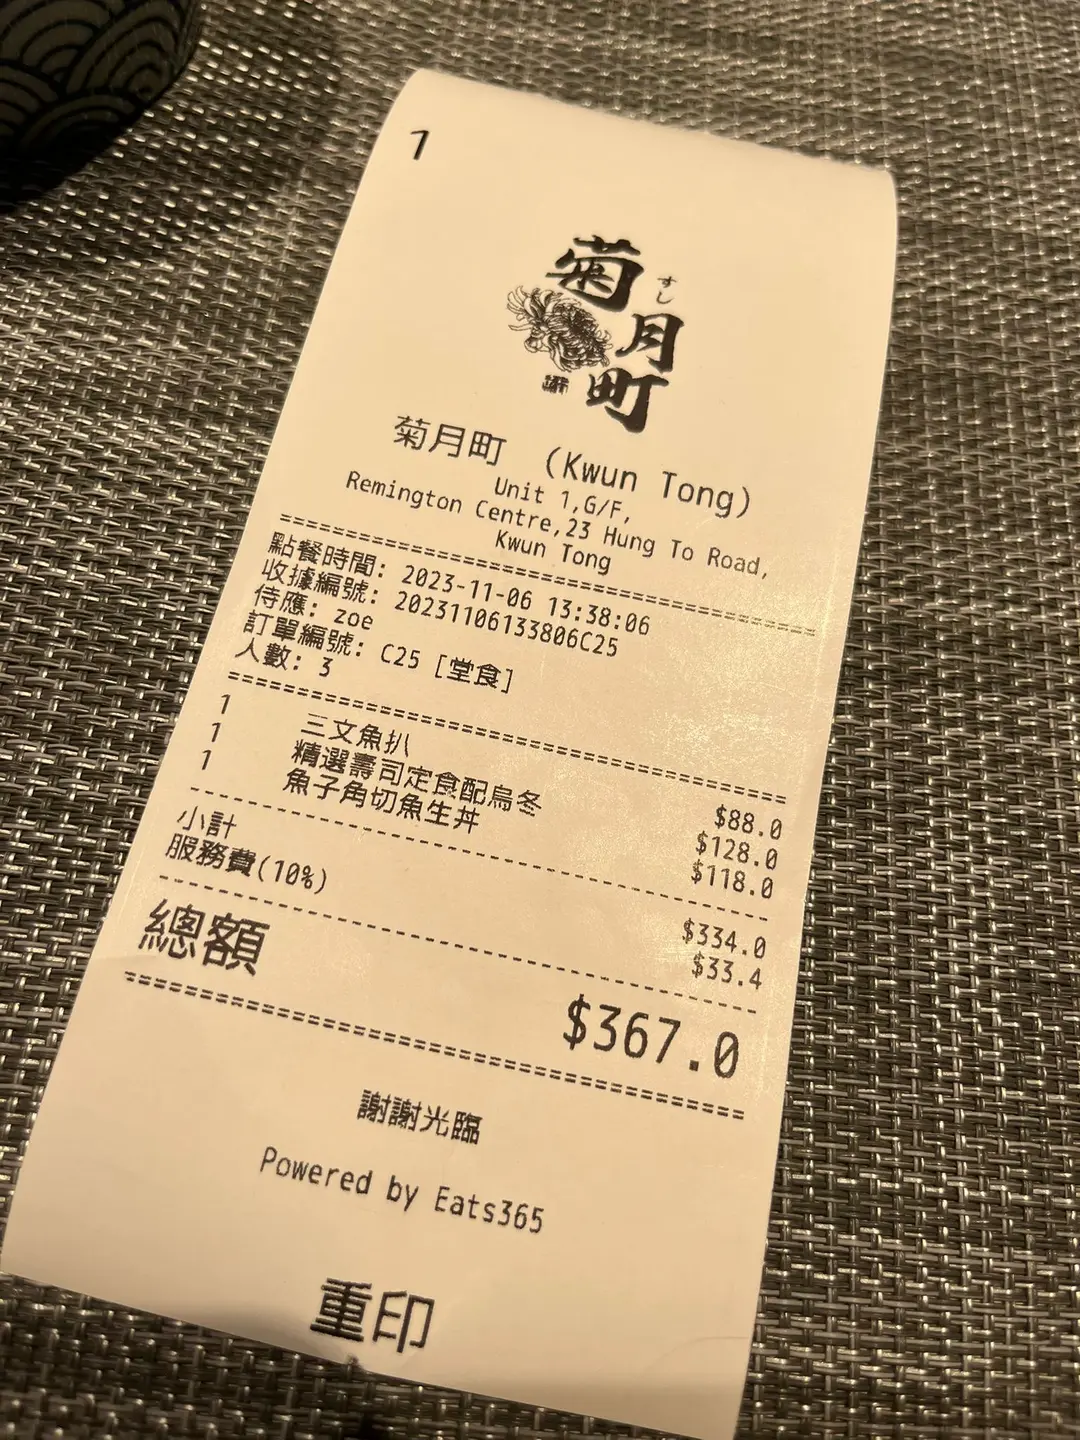 1
菊月町
すし
菊月町 (Kwun Tong)
Unit 1,G/F,
Remington Centre,23 Hung To Road,
Kwun Tong
點餐時間: 2023-11-06 13:38:06
收據編號: 20231106133806C25
侍應: zoe
訂單編號: C25 [堂食]
人數: 3
1 三文魚扒 $88.0
1 精選壽司定食配烏冬 $128.0
1 魚子角切魚生丼 $118.0
小計 $334.0
服務費(10%) $33.4
總額 $367.0
謝謝光臨
Powered by Eats365
重印